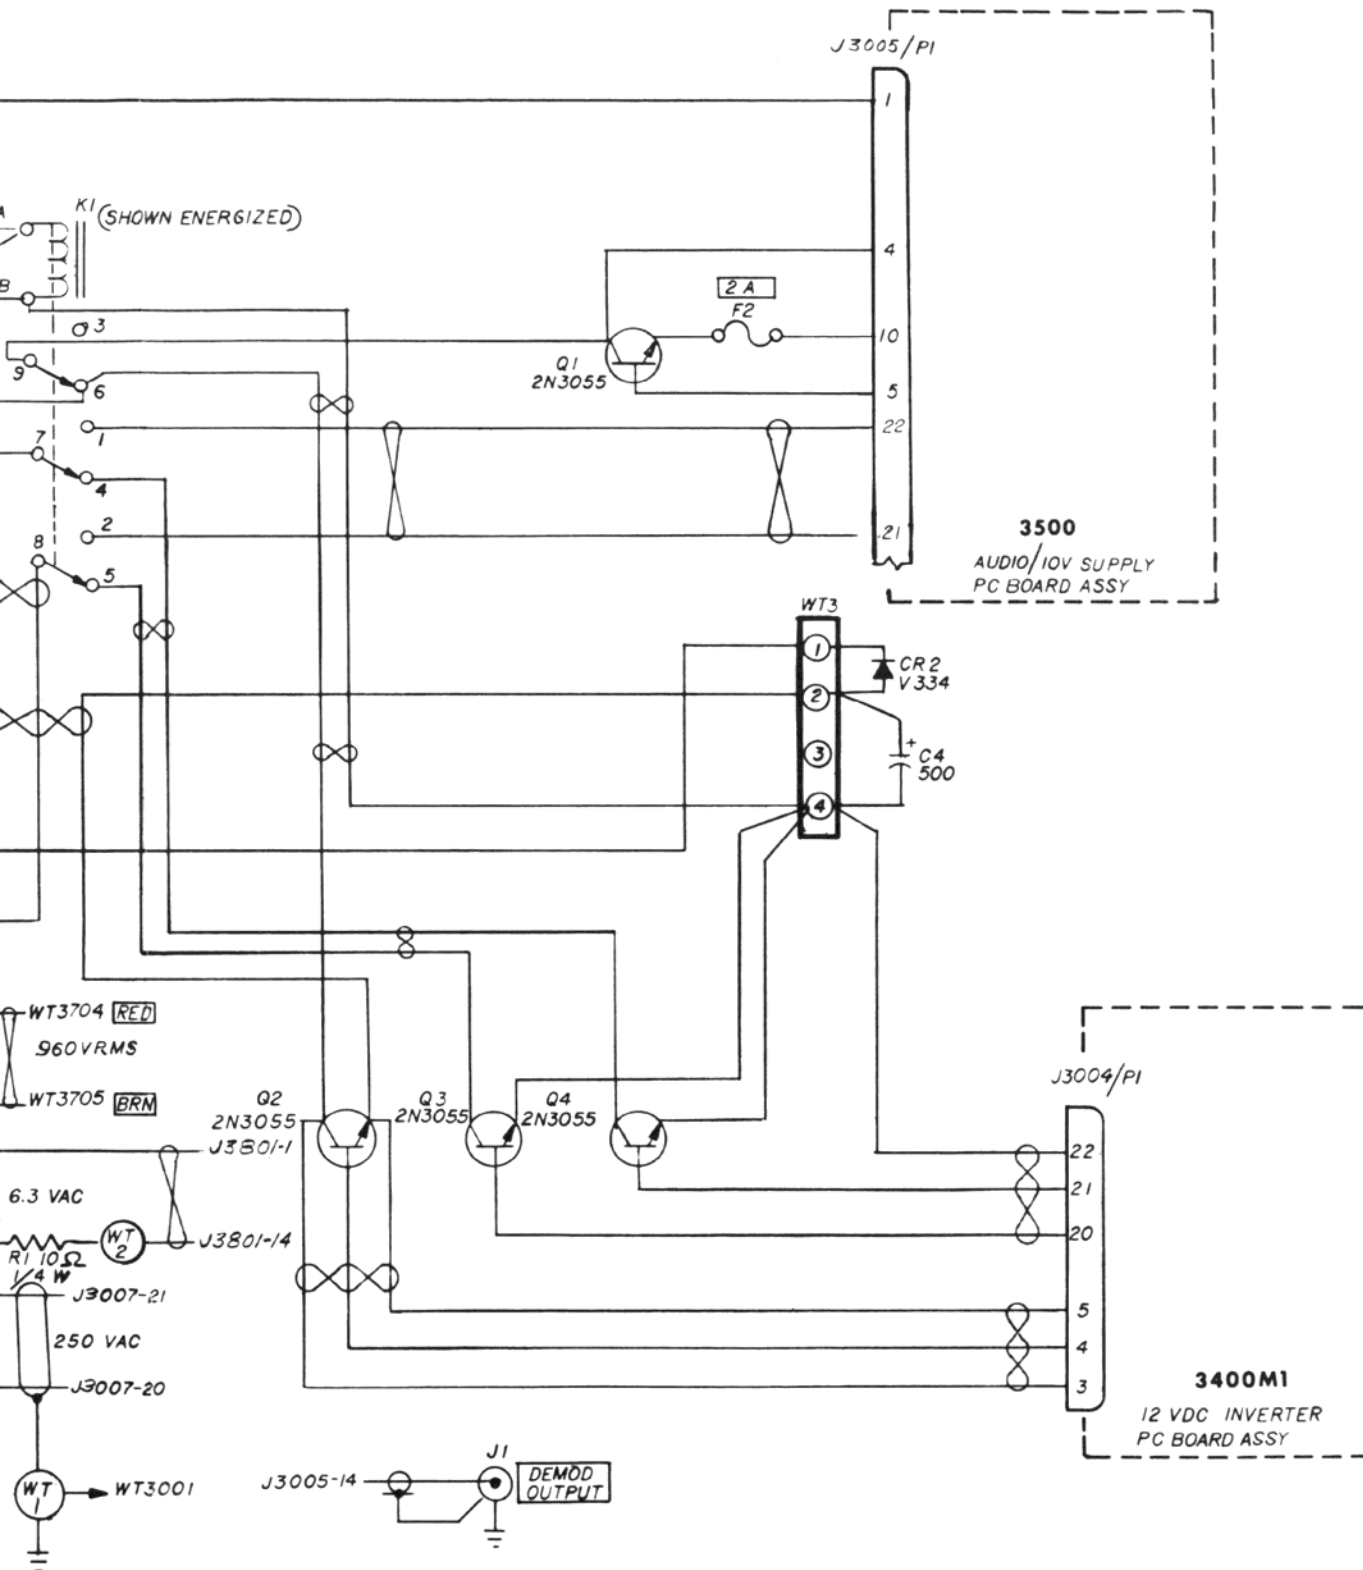 J3005/P1
1
A
K1 (SHOWN ENERGIZED)
4
B
2 A
F2
3
10
Q1
2N3055
9
6
5
22
1
7
4
2
21
3500
AUDIO/10V SUPPLY
PC BOARD ASSY
8
5
WT3
1
CR2
V334
2
3
+
C4
500
4
WT3704 RED
960VRMS
WT3705 BRN
J3004/P1
Q2
2N3055
Q3
2N3055
Q4
2N3055
J3801-1
22
6.3 VAC
21
WT
2
J3801-14
20
R1 10Ω
1/4 W
J3007-21
5
250 VAC
4
J3007-20
3
3400M1
12 VDC INVERTER
PC BOARD ASSY
J1
J3005-14
DEMOD
OUTPUT
WT
1
WT3001